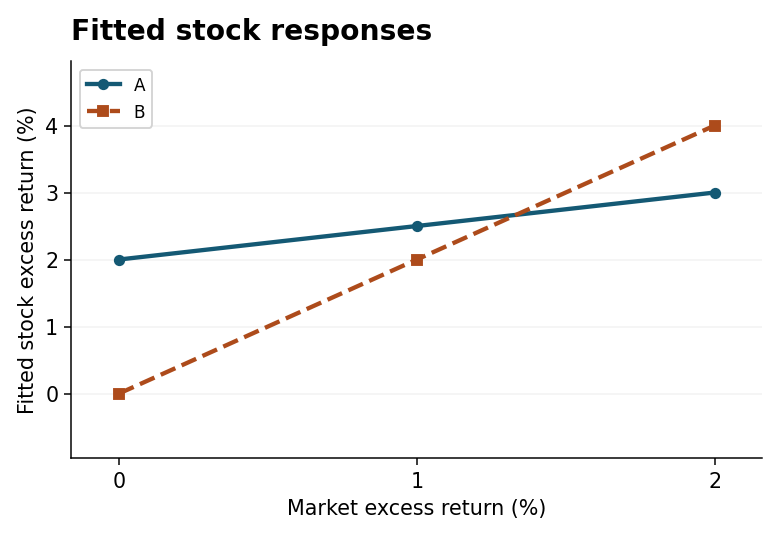 Fitted stock responses
A
B
Fitted stock excess return (%)
4
3
2
1
0
0 1 2
Market excess return (%)